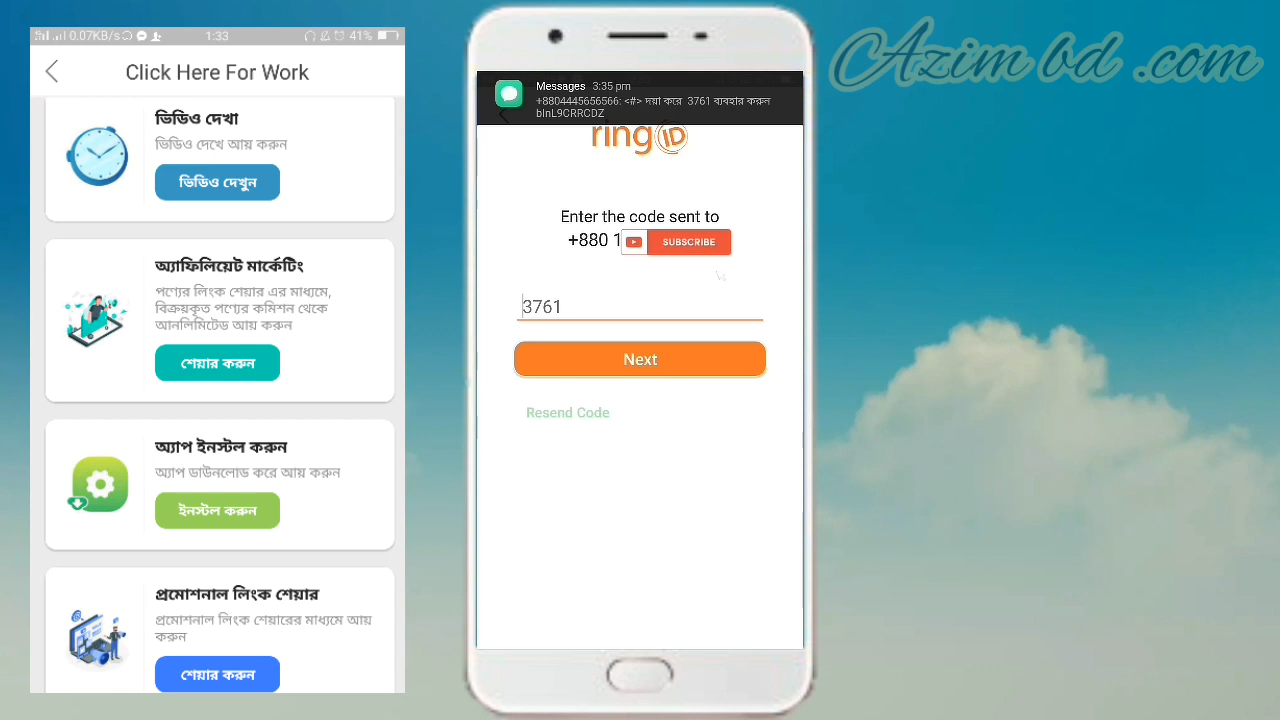 0.07KB/s
1:33
41%
Click Here For Work
ভিডিও দেখা
ভিডিও দেখে আয় করুন
ভিডিও দেখুন
অ্যাফিলিয়েট মার্কেটিং
পণ্যের লিংক শেয়ার এর মাধ্যমে,
বিক্রয়কৃত পণ্যের কমিশন থেকে
আনলিমিটেড আয় করুন
শেয়ার করুন
অ্যাপ ইনস্টল করুন
অ্যাপ ডাউনলোড করে আয় করুন
ইনস্টল করুন
প্রমোশনাল লিংক শেয়ার
প্রমোশনাল লিংক শেয়ারের মাধ্যমে আয়
করুন
শেয়ার করুন
Messages 3:35 pm
+8804445656566: <#> দয়া করে 3761 ব্যবহার করুন
bInL9CRRCDZ
ring iD
Enter the code sent to
+880 1
SUBSCRIBE
3761
Next
Resend Code
Azim bd .com